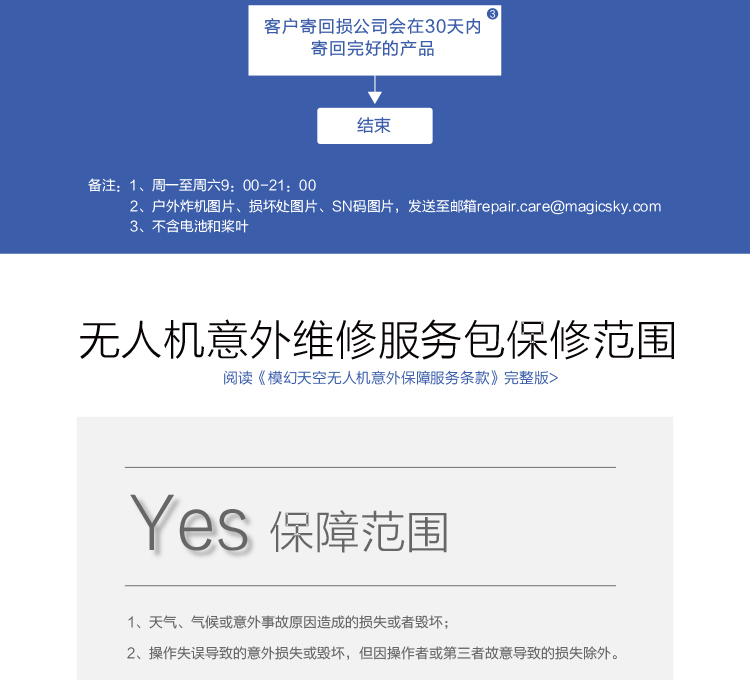 客户寄回损公司会在30天内
③
寄回完好的产品
结束
备注：1、周一至周六9：00-21：00
2、户外炸机图片、损坏处图片、SN码图片，发送至邮箱repair.care@magicsky.com
3、不含电池和桨叶
无人机意外维修服务包保修范围
阅读《模幻天空无人机意外保障服务条款》完整版>
Yes 保障范围
1、天气、气候或意外事故原因造成的损失或者毁坏；
2、操作失误导致的意外损失或毁坏，但因操作者或第三者故意导致的损失除外。